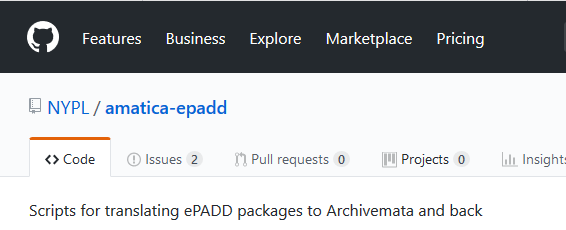 Features Business Explore Marketplace Pricing
NYPL / amatica-epadd
<> Code Issues 2 Pull requests 0 Projects 0 Insights
Scripts for translating ePADD packages to Archivemata and back